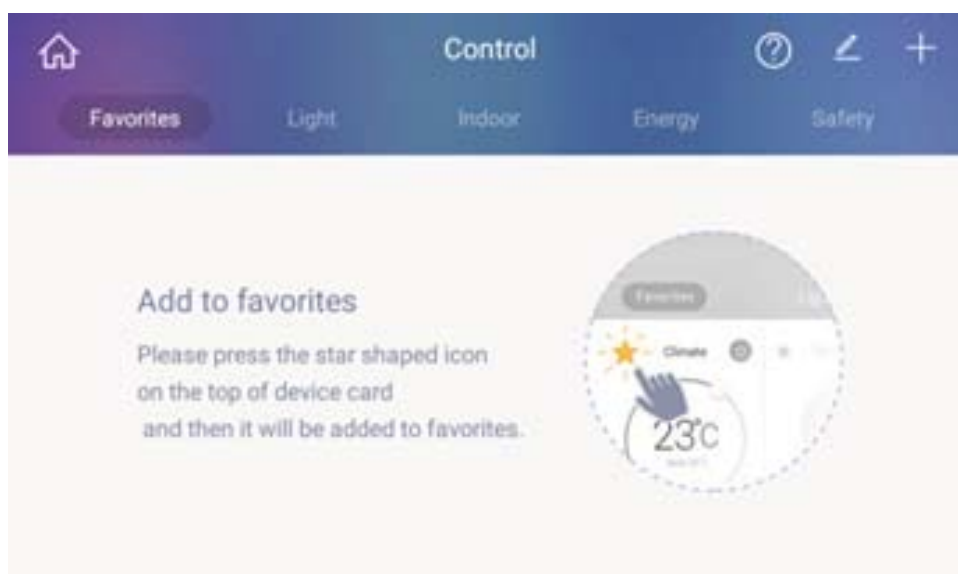 Control
Favorites Light Indoor Energy Safety
Add to favorites
Please press the star shaped icon
on the top of device card
and then it will be added to favorites.
Favorites
Climate
23°C